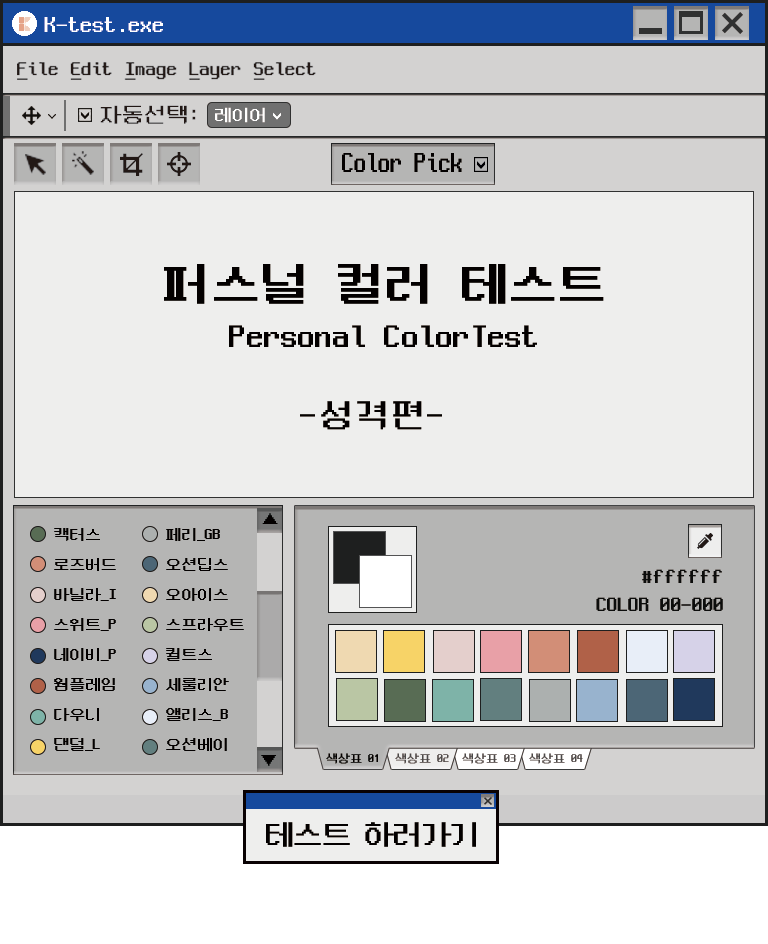 K-test.exe
File Edit Image Layer Select
자동선택: 레이어
Color Pick
퍼스널 컬러 테스트
Personal ColorTest
-성격편-
캑터스
로즈버드
바닐라_I
스위트_P
네이비_P
웜플레임
다우니
댄덜_L
페리_GB
오션딥스
오아이스
스프라우트
퀼트스
세룰리안
앨리스_B
오션베이
#ffffff
COLOR 00-000
색상표 01 색상표 02 색상표 03 색상표 04
테스트 하러가기